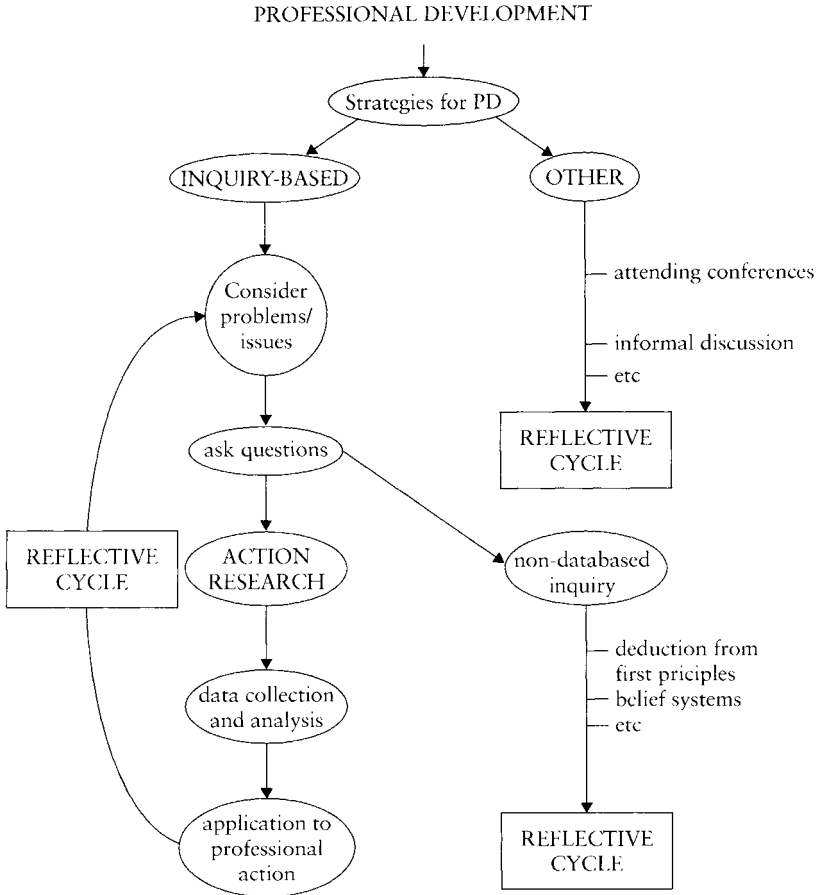 PROFESSIONAL DEVELOPMENT
Strategies for PD
INQUIRY-BASED
OTHER
Consider
problems/
issues
attending conferences
informal discussion
etc
ask questions
REFLECTIVE
CYCLE
REFLECTIVE
CYCLE
ACTION
RESEARCH
non-databased
inquiry
data collection
and analysis
deduction from
first priciples
belief systems
etc
application to
professional
action
REFLECTIVE
CYCLE